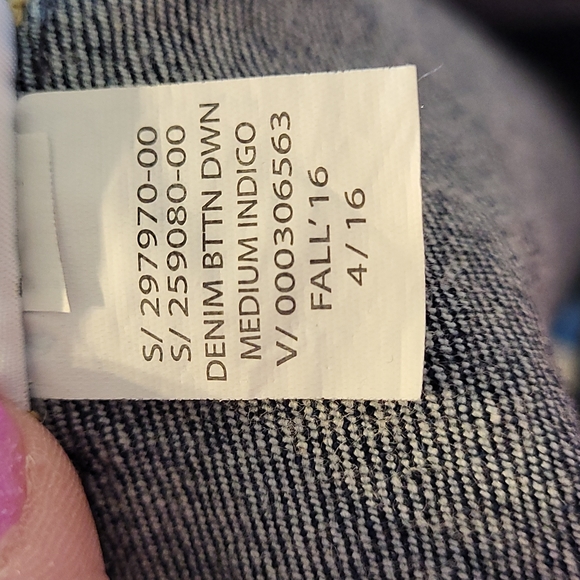 S/ 297970-00
S/ 259080-00
DENIM BTTN DWN
MEDIUM INDIGO
V/ 000306563
FALL'16
4/16